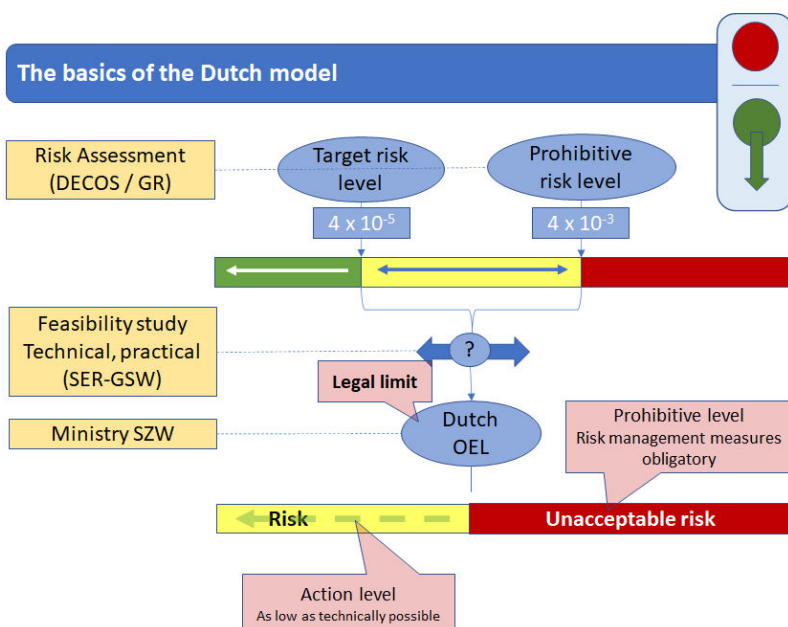 The basics of the Dutch model
Risk Assessment
(DECOS / GR)
Target risk
level
Prohibitive
risk level
4 x 10⁻⁵
4 x 10⁻³
Feasibility study
Technical, practical
(SER-GSW)
?
Legal limit
Ministry SZW
Dutch
OEL
Prohibitive level
Risk management measures
obligatory
Risk
Unacceptable risk
Action level
As low as technically possible